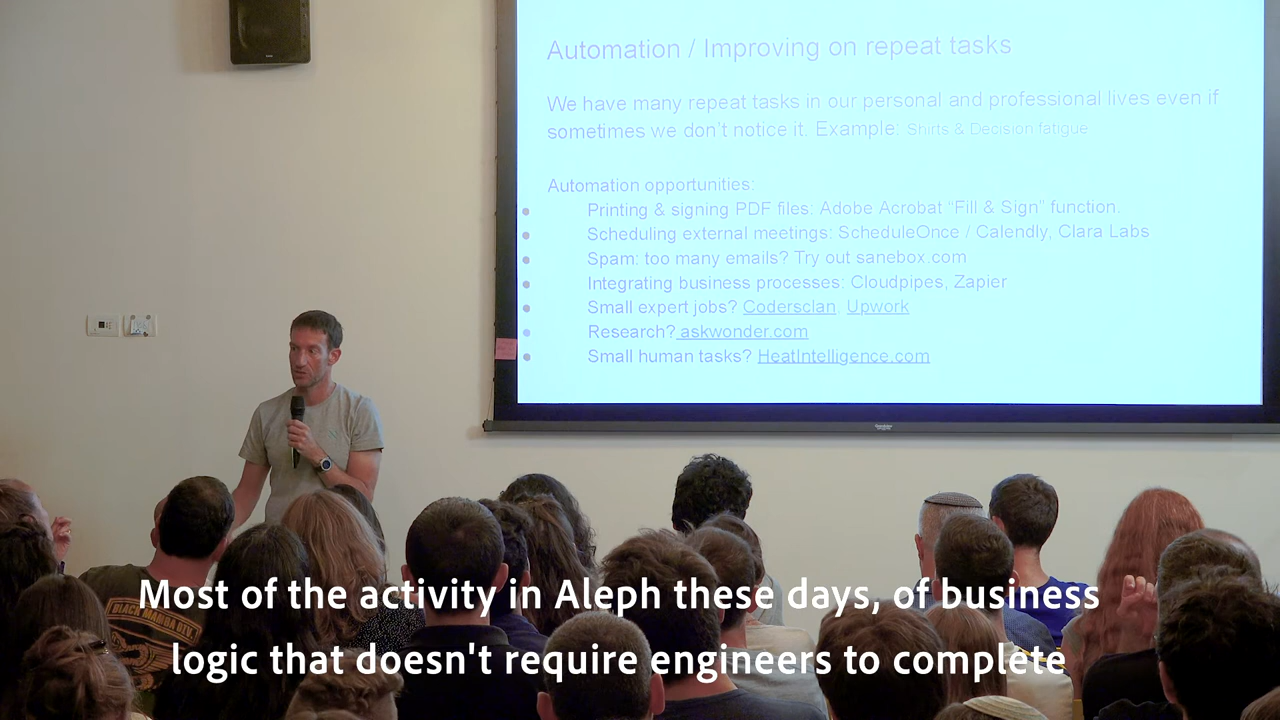 Automation / Improving on repeat tasks
We have many repeat tasks in our personal and professional lives even if
sometimes we don't notice it. Example: Shirts & Decision fatigue
Automation opportunities:
Printing & signing PDF files: Adobe Acrobat "Fill & Sign" function.
Scheduling external meetings: ScheduleOnce / Calendly, Clara Labs
Spam: too many emails? Try out sanebox.com
Integrating business processes: Cloudpipes, Zapier
Small expert jobs? Codersclan, Upwork
Research? askwonder.com
Small human tasks? HeatIntelligence.com
BLACK MAMBA DIV.
Most of the activity in Aleph these days, of business
logic that doesn't require engineers to complete